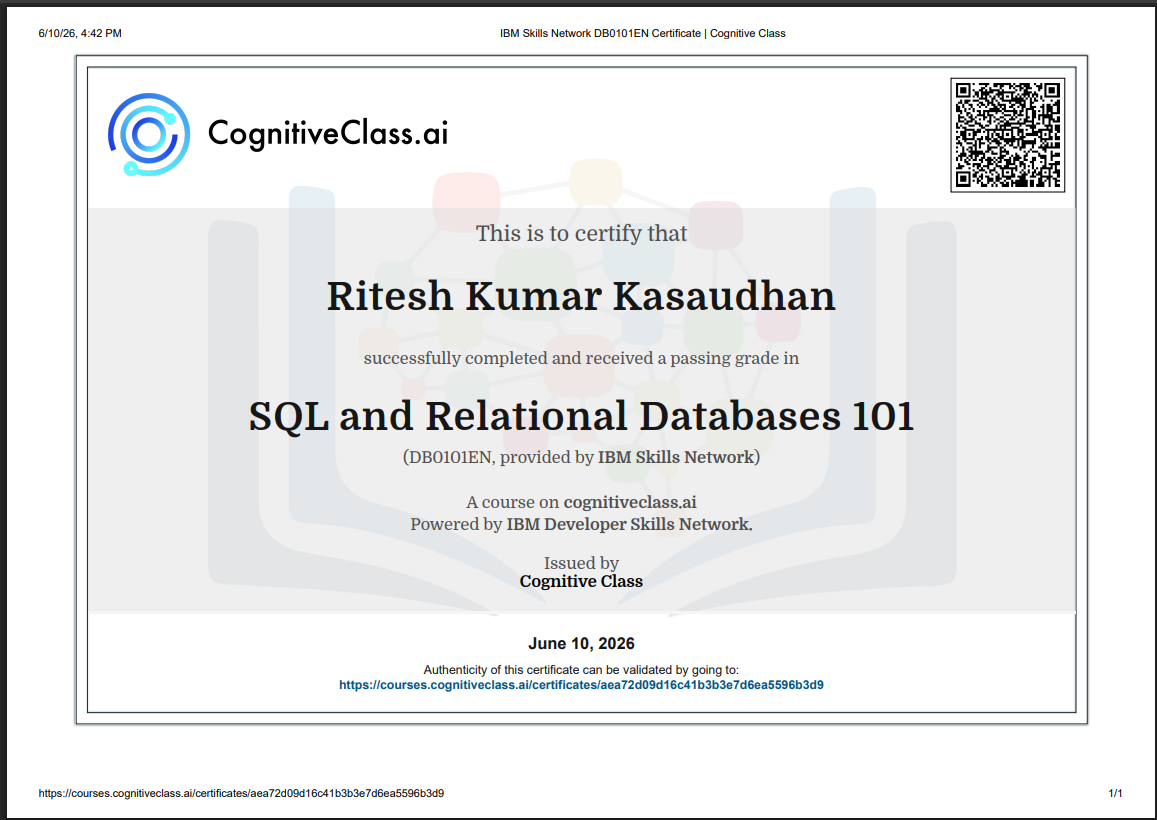 6/10/26, 4:42 PM
IBM Skills Network DB0101EN Certificate | Cognitive Class
CognitiveClass.ai
This is to certify that
Ritesh Kumar Kasaudhan
successfully completed and received a passing grade in
SQL and Relational Databases 101
(DB0101EN, provided by IBM Skills Network)
A course on cognitiveclass.ai
Powered by IBM Developer Skills Network.
Issued by
Cognitive Class
June 10, 2026
Authenticity of this certificate can be validated by going to:
https://courses.cognitiveclass.ai/certificates/aea72d09d16c41b3b3e7d6ea5596b3d9
https://courses.cognitiveclass.ai/certificates/aea72d09d16c41b3b3e7d6ea5596b3d9
1/1